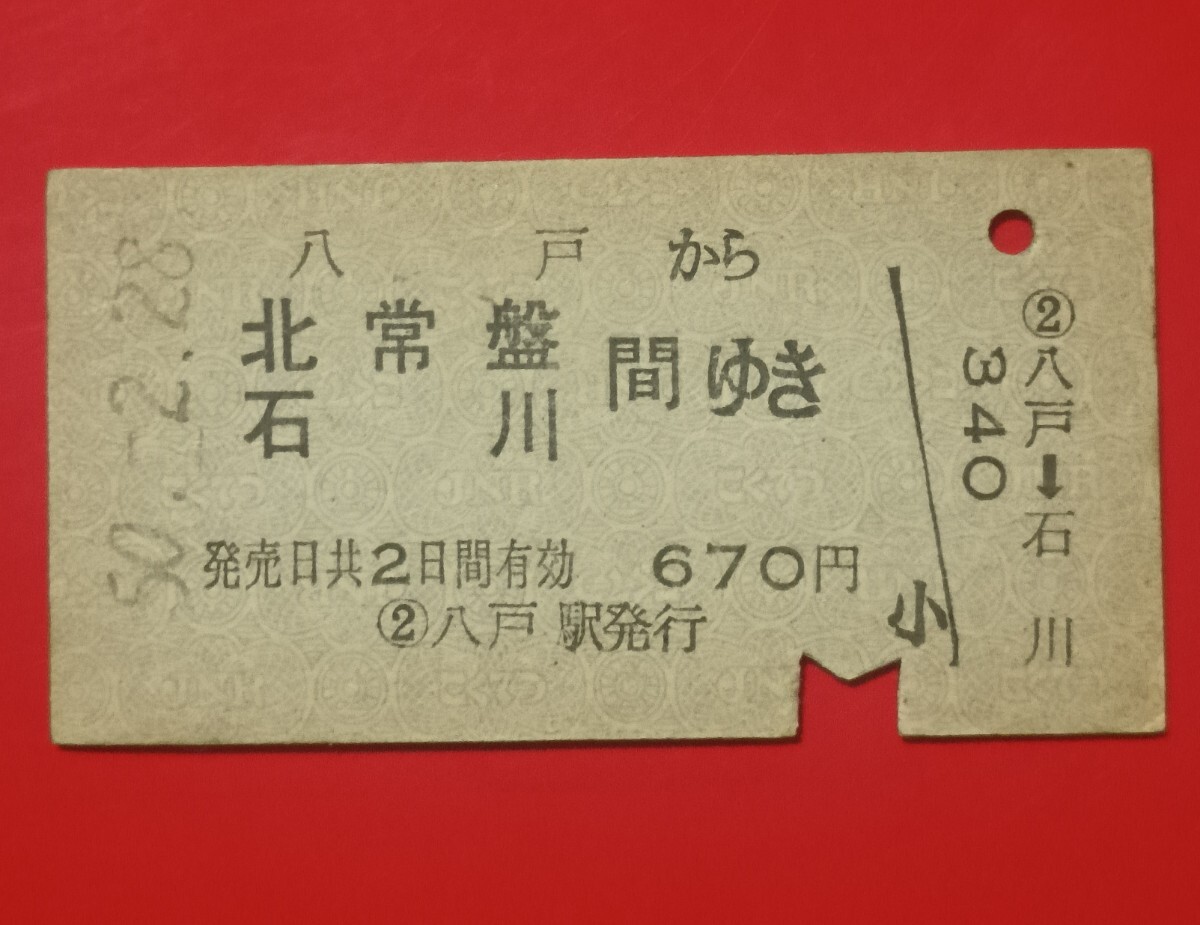 50.-2.28
八戸から
北常盤
石川
間ゆき
発売日共2日間有効 670円
②八戸駅発行
小
②八戸➡石川
340